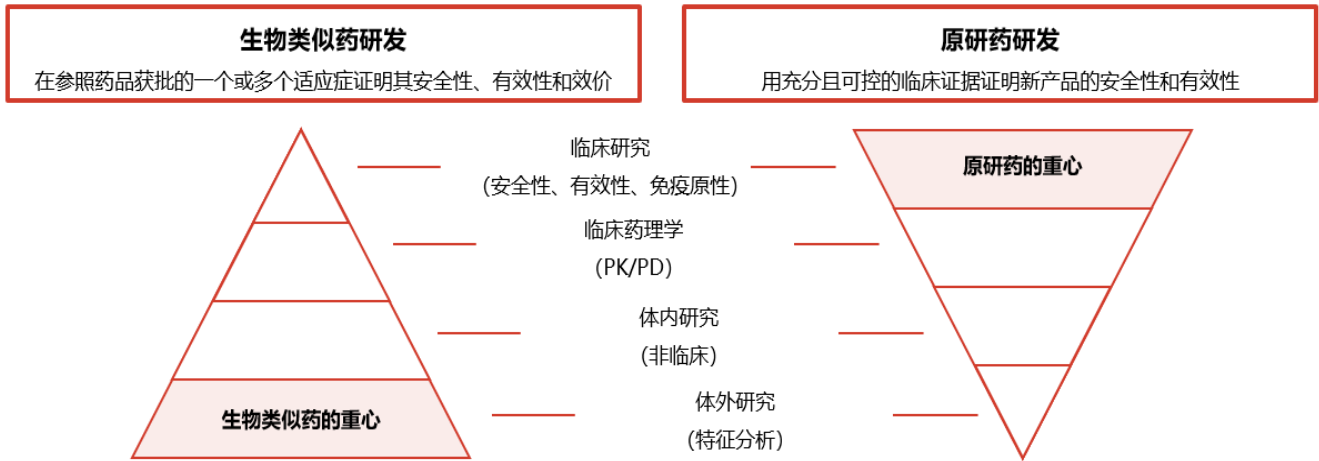 生物类似药研发
在参照药品获批的一个或多个适应症证明其安全性、有效性和效价
原研药研发
用充分且可控的临床证据证明新产品的安全性和有效性
临床研究
(安全性、有效性、免疫原性)
原研药的重心
临床药理学
(PK/PD)
体内研究
(非临床)
生物类似药的重心
体外研究
(特征分析)